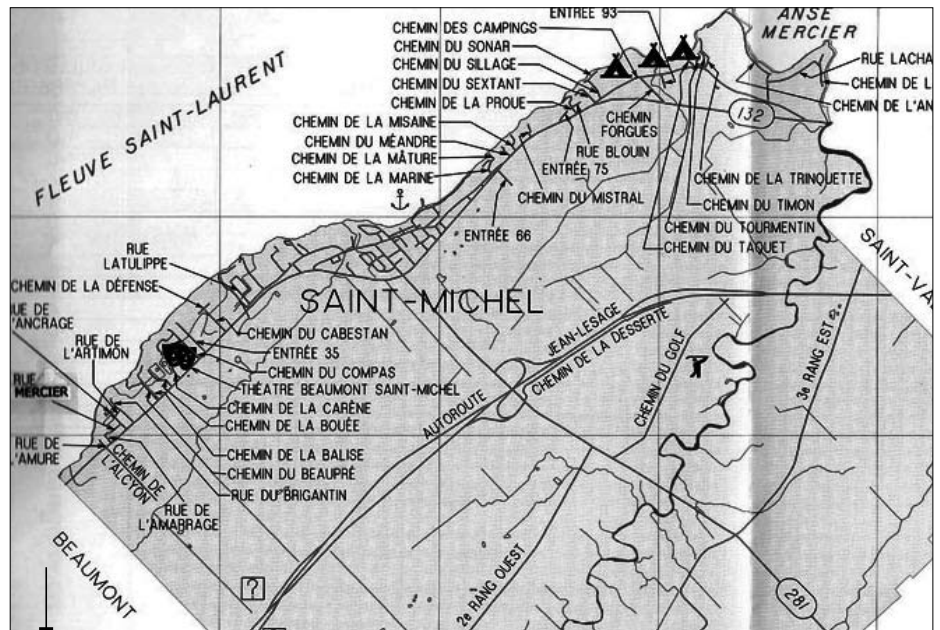 ENTRÉE 93
CHEMIN DES CAMPINGS
CHEMIN DU SONAR
CHEMIN DU SILLAGE
CHEMIN DU SEXTANT
CHEMIN DE LA PROUE
CHEMIN DE LA MISAINE
CHEMIN DU MÉANDRE
CHEMIN DE LA MÂTURE
CHEMIN DE LA MARINE
ANSE
MERCIER
RUE LACHA
CHEMIN DE L
CHEMIN DE L'AN
132
CHEMIN
FORGUES
RUE BLOUIN
ENTRÉE 75
CHEMIN DU MISTRAL
ENTRÉE 66
CHEMIN DE LA TRINQUETTE
CHEMIN DU TIMON
CHEMIN DU TOURMENTIN
CHEMIN DU TAQUET
FLEUVE SAINT-LAURENT
SAINT-VA
RUE
LATULIPPE
CHEMIN DE LA DÉFENSE
RUE DE
L'ANCRAGE
RUE DE
L'ARTIMON
RUE
MERCIER
RUE DE
L'AMURE
SAINT-MICHEL
CHEMIN DU CABESTAN
ENTRÉE 35
CHEMIN DU COMPAS
THÉATRE BEAUMONT SAINT-MICHEL
CHEMIN DE LA CARÈNE
CHEMIN DE LA BOUÉE
CHEMIN DE LA BALISE
CHEMIN DU BEAUPRÉ
RUE DU BRIGANTIN
CHEMIN DE
L'ALCYON
RUE DE
L'AMARRAGE
AUTOROUTE
JEAN-LESAGE
CHEMIN DE LA DESSERTE
CHEMIN DU GOLF
3e RANG EST
2e RANG OUEST
281
BEAUMONT
?